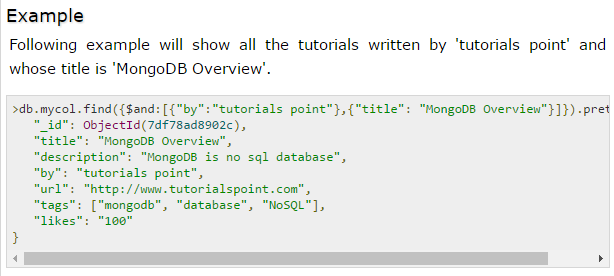 Example
Following example will show all the tutorials written by 'tutorials point' and
whose title is 'MongoDB Overview'.
>db.mycol.find({$and:[{"by":"tutorials point"},{"title": "MongoDB Overview"}]}).pret
"_id": ObjectId(7df78ad8902c),
"title": "MongoDB Overview",
"description": "MongoDB is no sql database",
"by": "tutorials point",
"url": "http://www.tutorialspoint.com",
"tags": ["mongodb", "database", "NoSQL"],
"likes": "100"
}